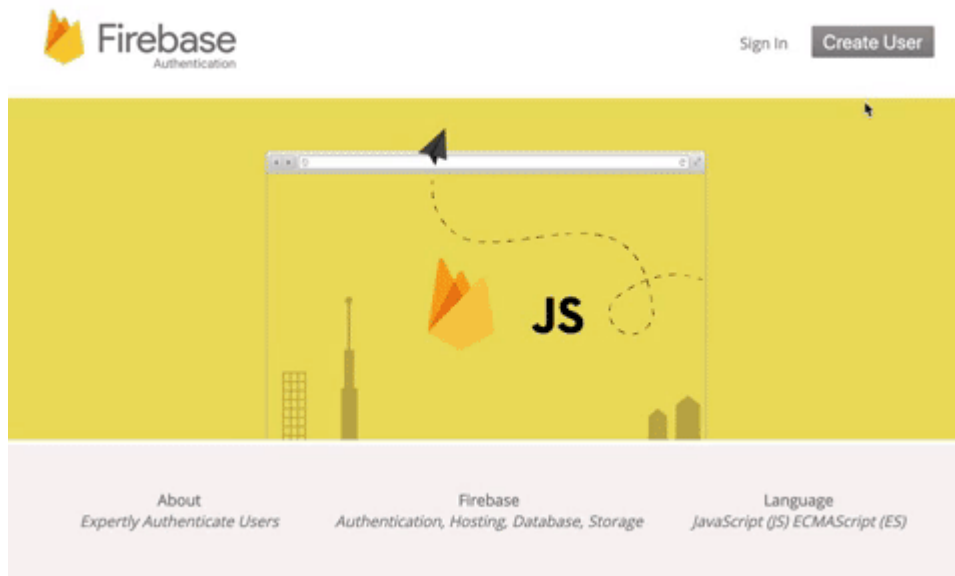 Firebase
Authentication
Sign In
Create User
JS
About
Expertly Authenticate Users
Firebase
Authentication, Hosting, Database, Storage
Language
JavaScript (JS) ECMAScript (ES)